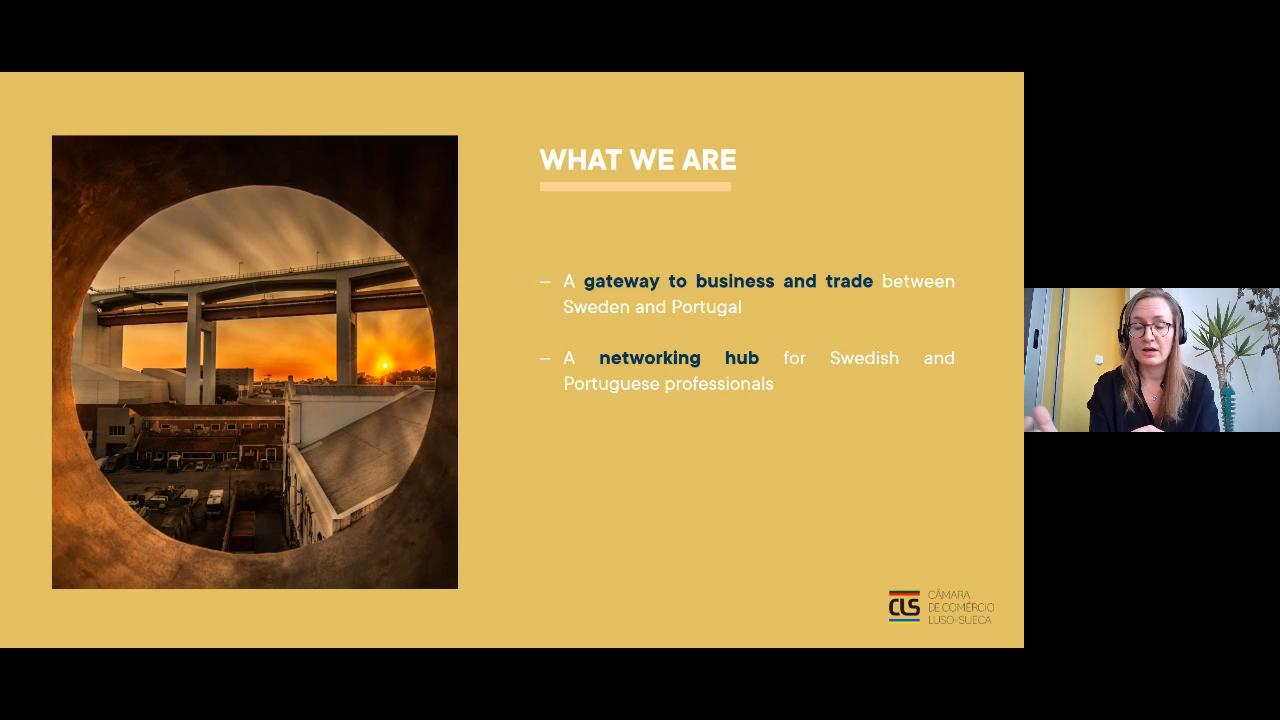 WHAT WE ARE
– A gateway to business and trade between
Sweden and Portugal
– A networking hub for Swedish and
Portuguese professionals
CLS
CÂMARA
DE COMÉRCIO
LUSO-SUECA